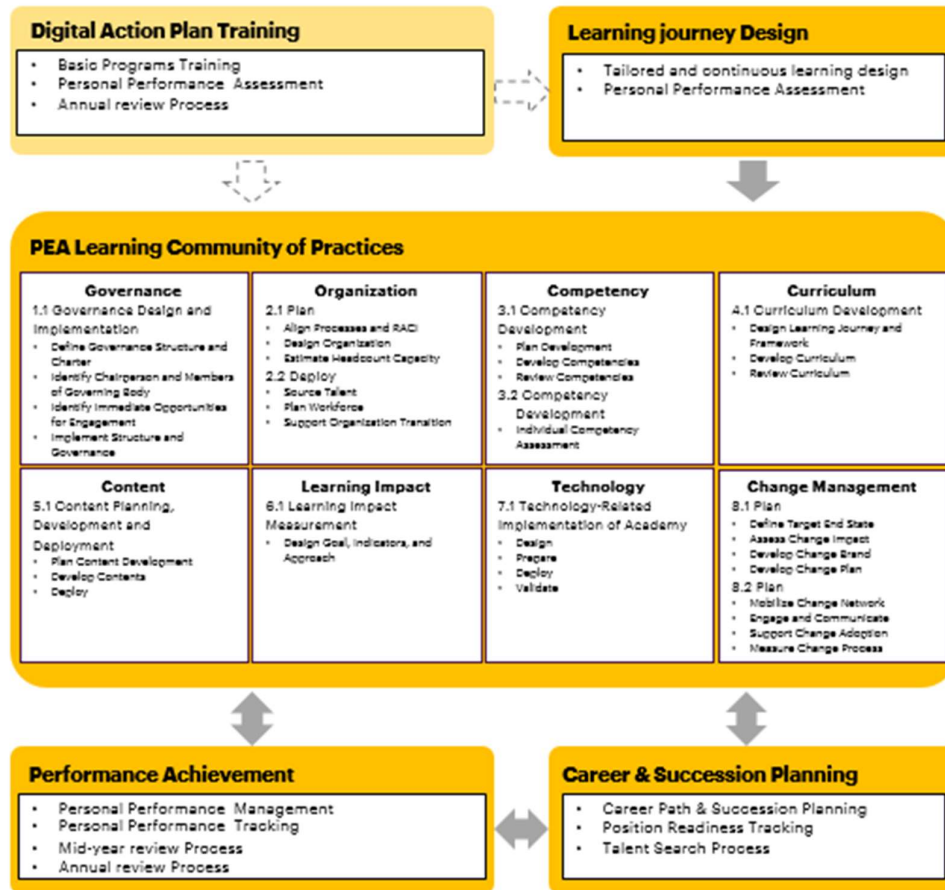 Digital Action Plan Training
• Basic Programs Training
• Personal Performance Assessment
• Annual review Process
Learning journey Design
• Tailored and continuous learning design
• Personal Performance Assessment
PEA Learning Community of Practices
Governance
1.1 Governance Design and
Implementation
• Define Governance Structure and
Charter
• Identify Chairperson and Members
of Governing Body
• Identify Immediate Opportunities
for Engagement
• Implement Structure and
Governance
Organization
2.1 Plan
• Align Processes and RACI
• Design Organization
• Estimate Headcount Capacity
2.2 Deploy
• Source Talent
• Plan Workforce
• Support Organization Transition
Competency
3.1 Competency
Development
• Plan Development
• Develop Competencies
• Review Competencies
3.2 Competency
Development
• Individual Competency
Assessment
Curriculum
4.1 Curriculum Development
• Design Learning Journey and
Framework
• Develop Curriculum
• Review Curriculum
Content
5.1 Content Planning,
Development and
Deployment
• Plan Content Development
• Develop Contents
• Deploy
Learning Impact
6.1 Learning Impact
Measurement
• Design Goal, Indicators, and
Approach
Technology
7.1 Technology-Related
Implementation of Academy
• Design
• Prepare
• Deploy
• Validate
Change Management
8.1 Plan
• Define Target End State
• Assess Change Impact
• Develop Change Brand
• Develop Change Plan
8.2 Plan
• Mobilize Change Network
• Engage and Communicate
• Support Change Adoption
• Measure Change Process
Performance Achievement
• Personal Performance Management
• Personal Performance Tracking
• Mid-year review Process
• Annual review Process
Career & Succession Planning
• Career Path & Succession Planning
• Position Readiness Tracking
• Talent Search Process